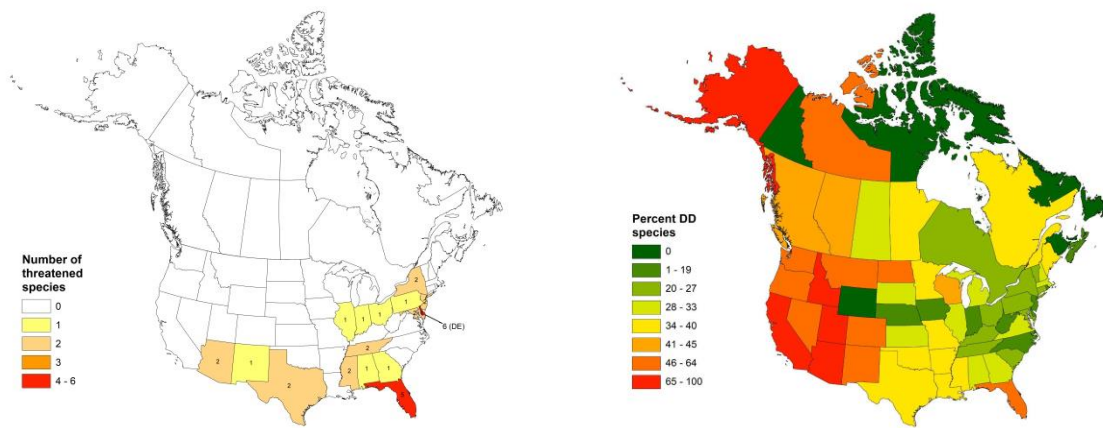 Number of
threatened
species
0
1
2
3
4 - 6
2
1
1
1
1
6 (DE)
2
2
1
2
1
1
2
Percent DD
species
0
1 - 19
20 - 27
28 - 33
34 - 40
41 - 45
46 - 64
65 - 100